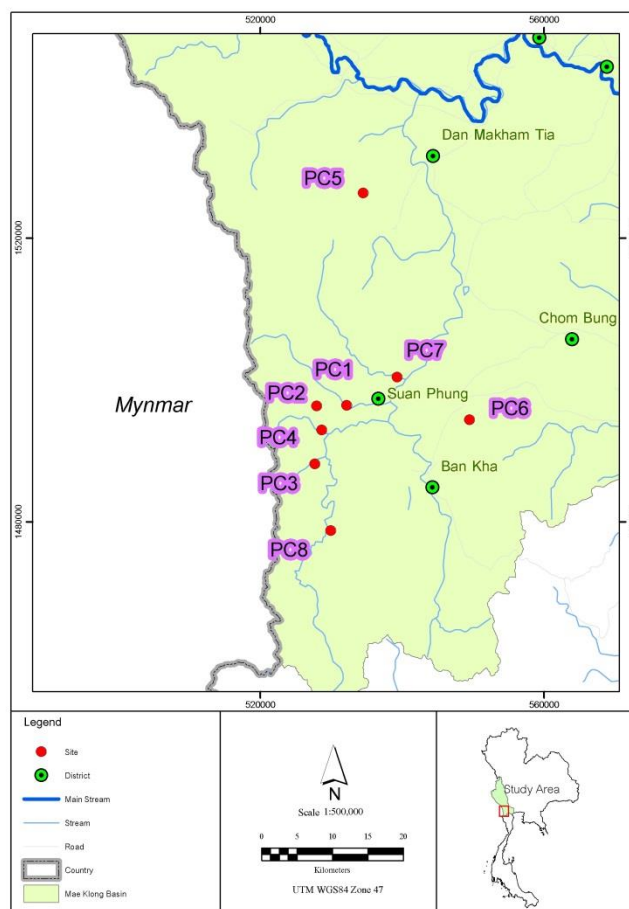 520000 560000
Dan Makham Tia
PC5
1520000 1520000
Chom Bung
PC7
PC1
Suan Phung
PC2
PC6
Mynmar
PC4
Ban Kha
PC3
1480000 1480000
PC8
520000 560000
Legend
Site
District
Main Stream
Stream
Road
Country
Mae Klong Basin
N
Scale 1:500,000
0 5 10 15 20
Kilometers
UTM WGS84 Zone 47
Study Area